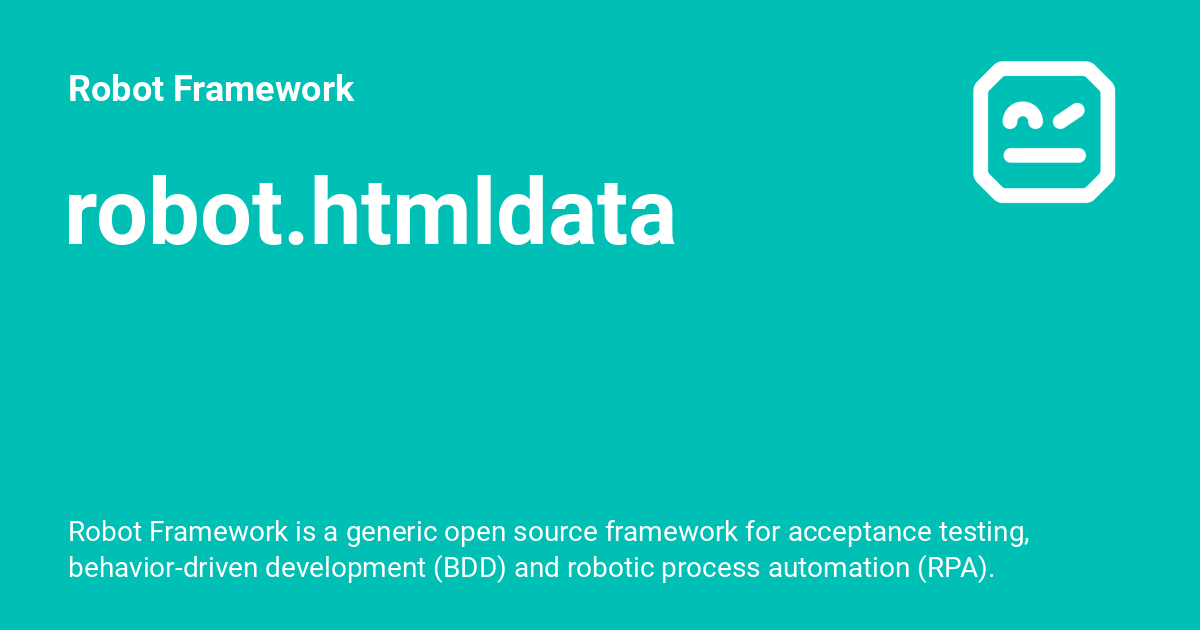 Robot Framework
robot.htmldata
Robot Framework is a generic open source framework for acceptance testing,
behavior-driven development (BDD) and robotic process automation (RPA).